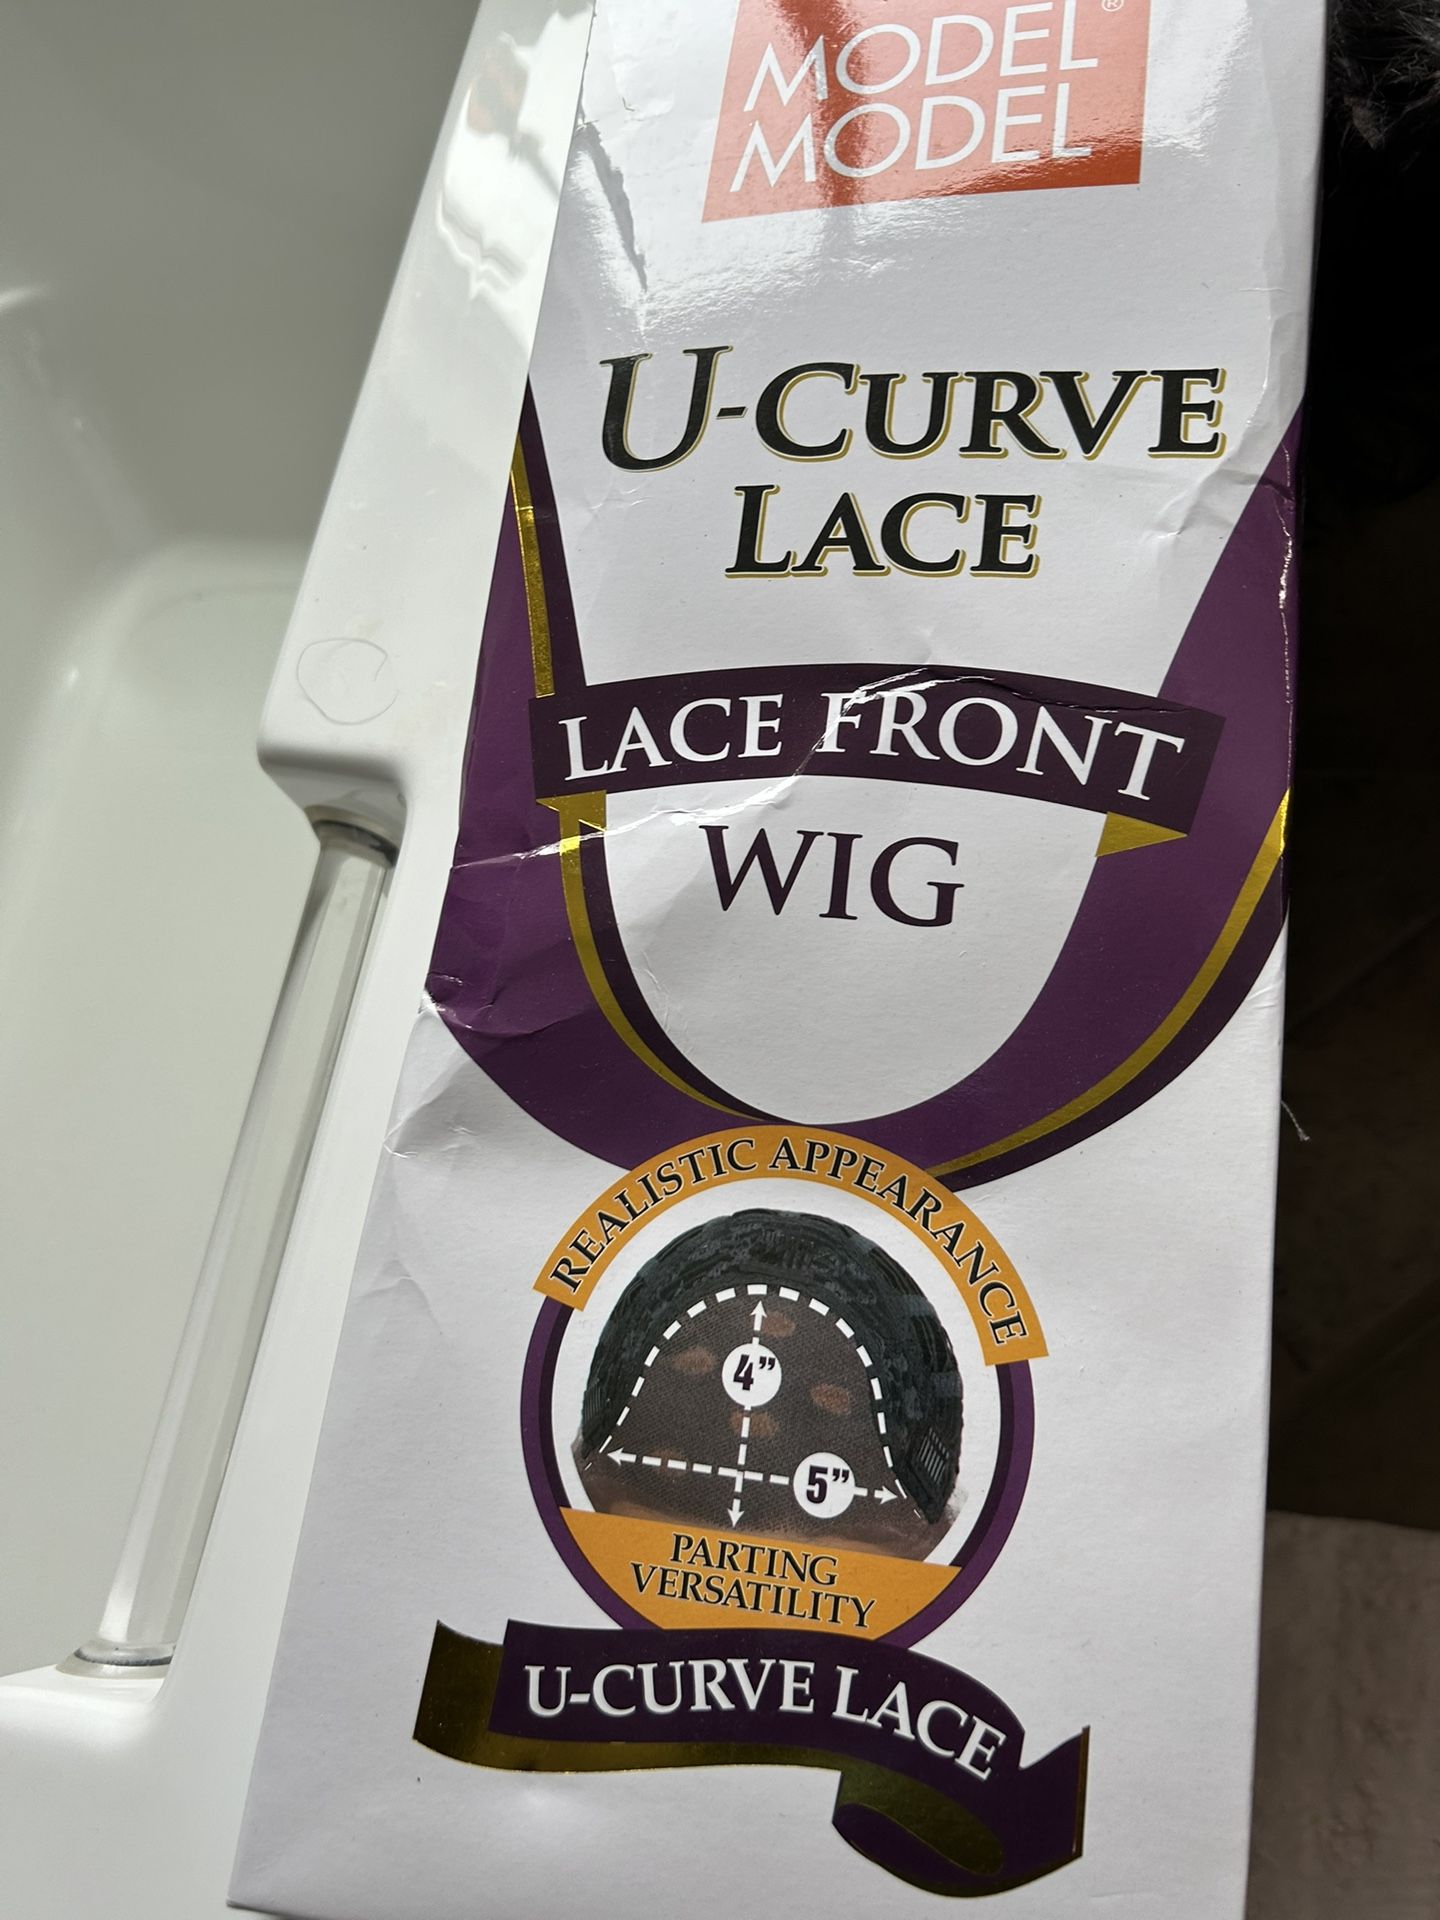 MODEL®
MODEL
U-CURVE
LACE
LACE FRONT
WIG
REALISTIC APPEARANCE
4”
5”
PARTING
VERSATILITY
U-CURVE LACE